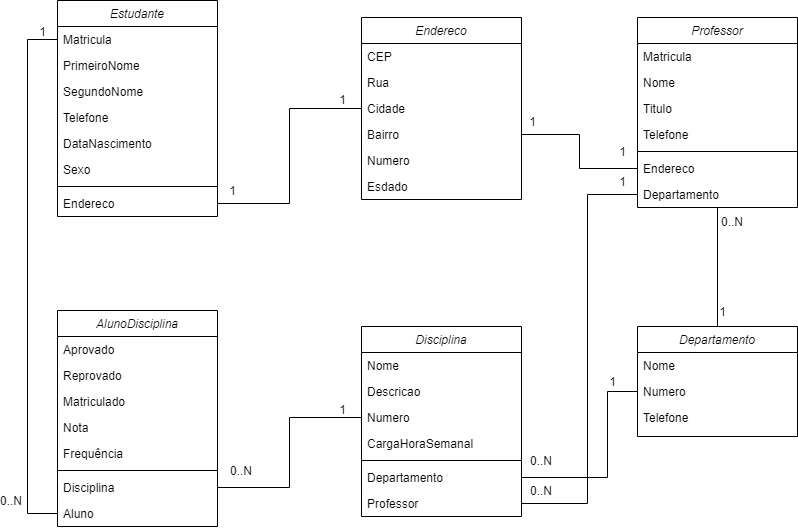 Estudante
Matricula
PrimeiroNome
SegundoNome
Telefone
DataNascimento
Sexo
Endereco
1
1
Endereco
CEP
Rua
Cidade
Bairro
Numero
Esdado
1
1
Professor
Matricula
Nome
Titulo
Telefone
Endereco
Departamento
1
1
0..N
AlunoDisciplina
Aprovado
Reprovado
Matriculado
Nota
Frequência
Disciplina
Aluno
0..N
0..N
Disciplina
Nome
Descricao
Numero
CargaHoraSemanal
Departamento
Professor
1
0..N
0..N
Departamento
Nome
Numero
Telefone
1
1